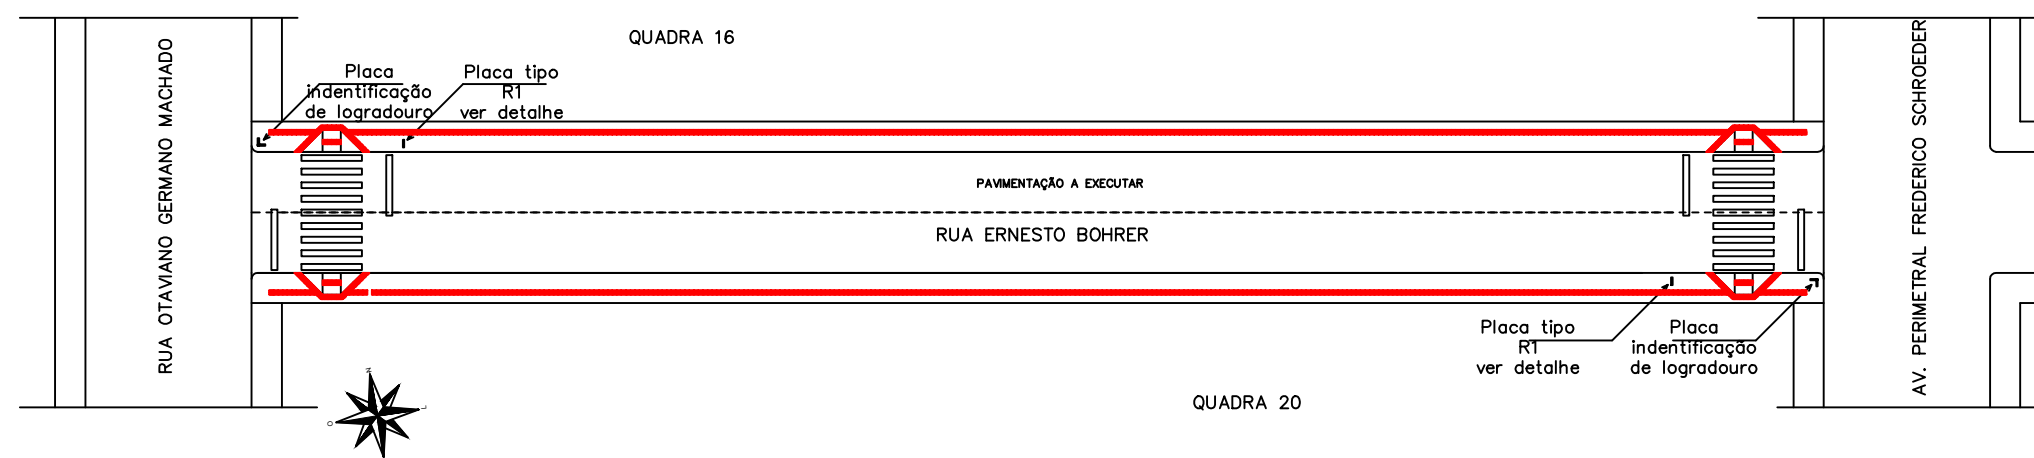 QUADRA 16
RUA OTAVIANO GERMANO MACHADO
Placa
indentificação
de logradouro
Placa tipo
R1
ver detalhe
AV. PERIMETRAL FREDERICO SCHROEDER
PAVIMENTAÇÃO A EXECUTAR
RUA ERNESTO BOHRER
Placa tipo
R1
ver detalhe
Placa
indentificação
de logradouro
N
L
O
QUADRA 20